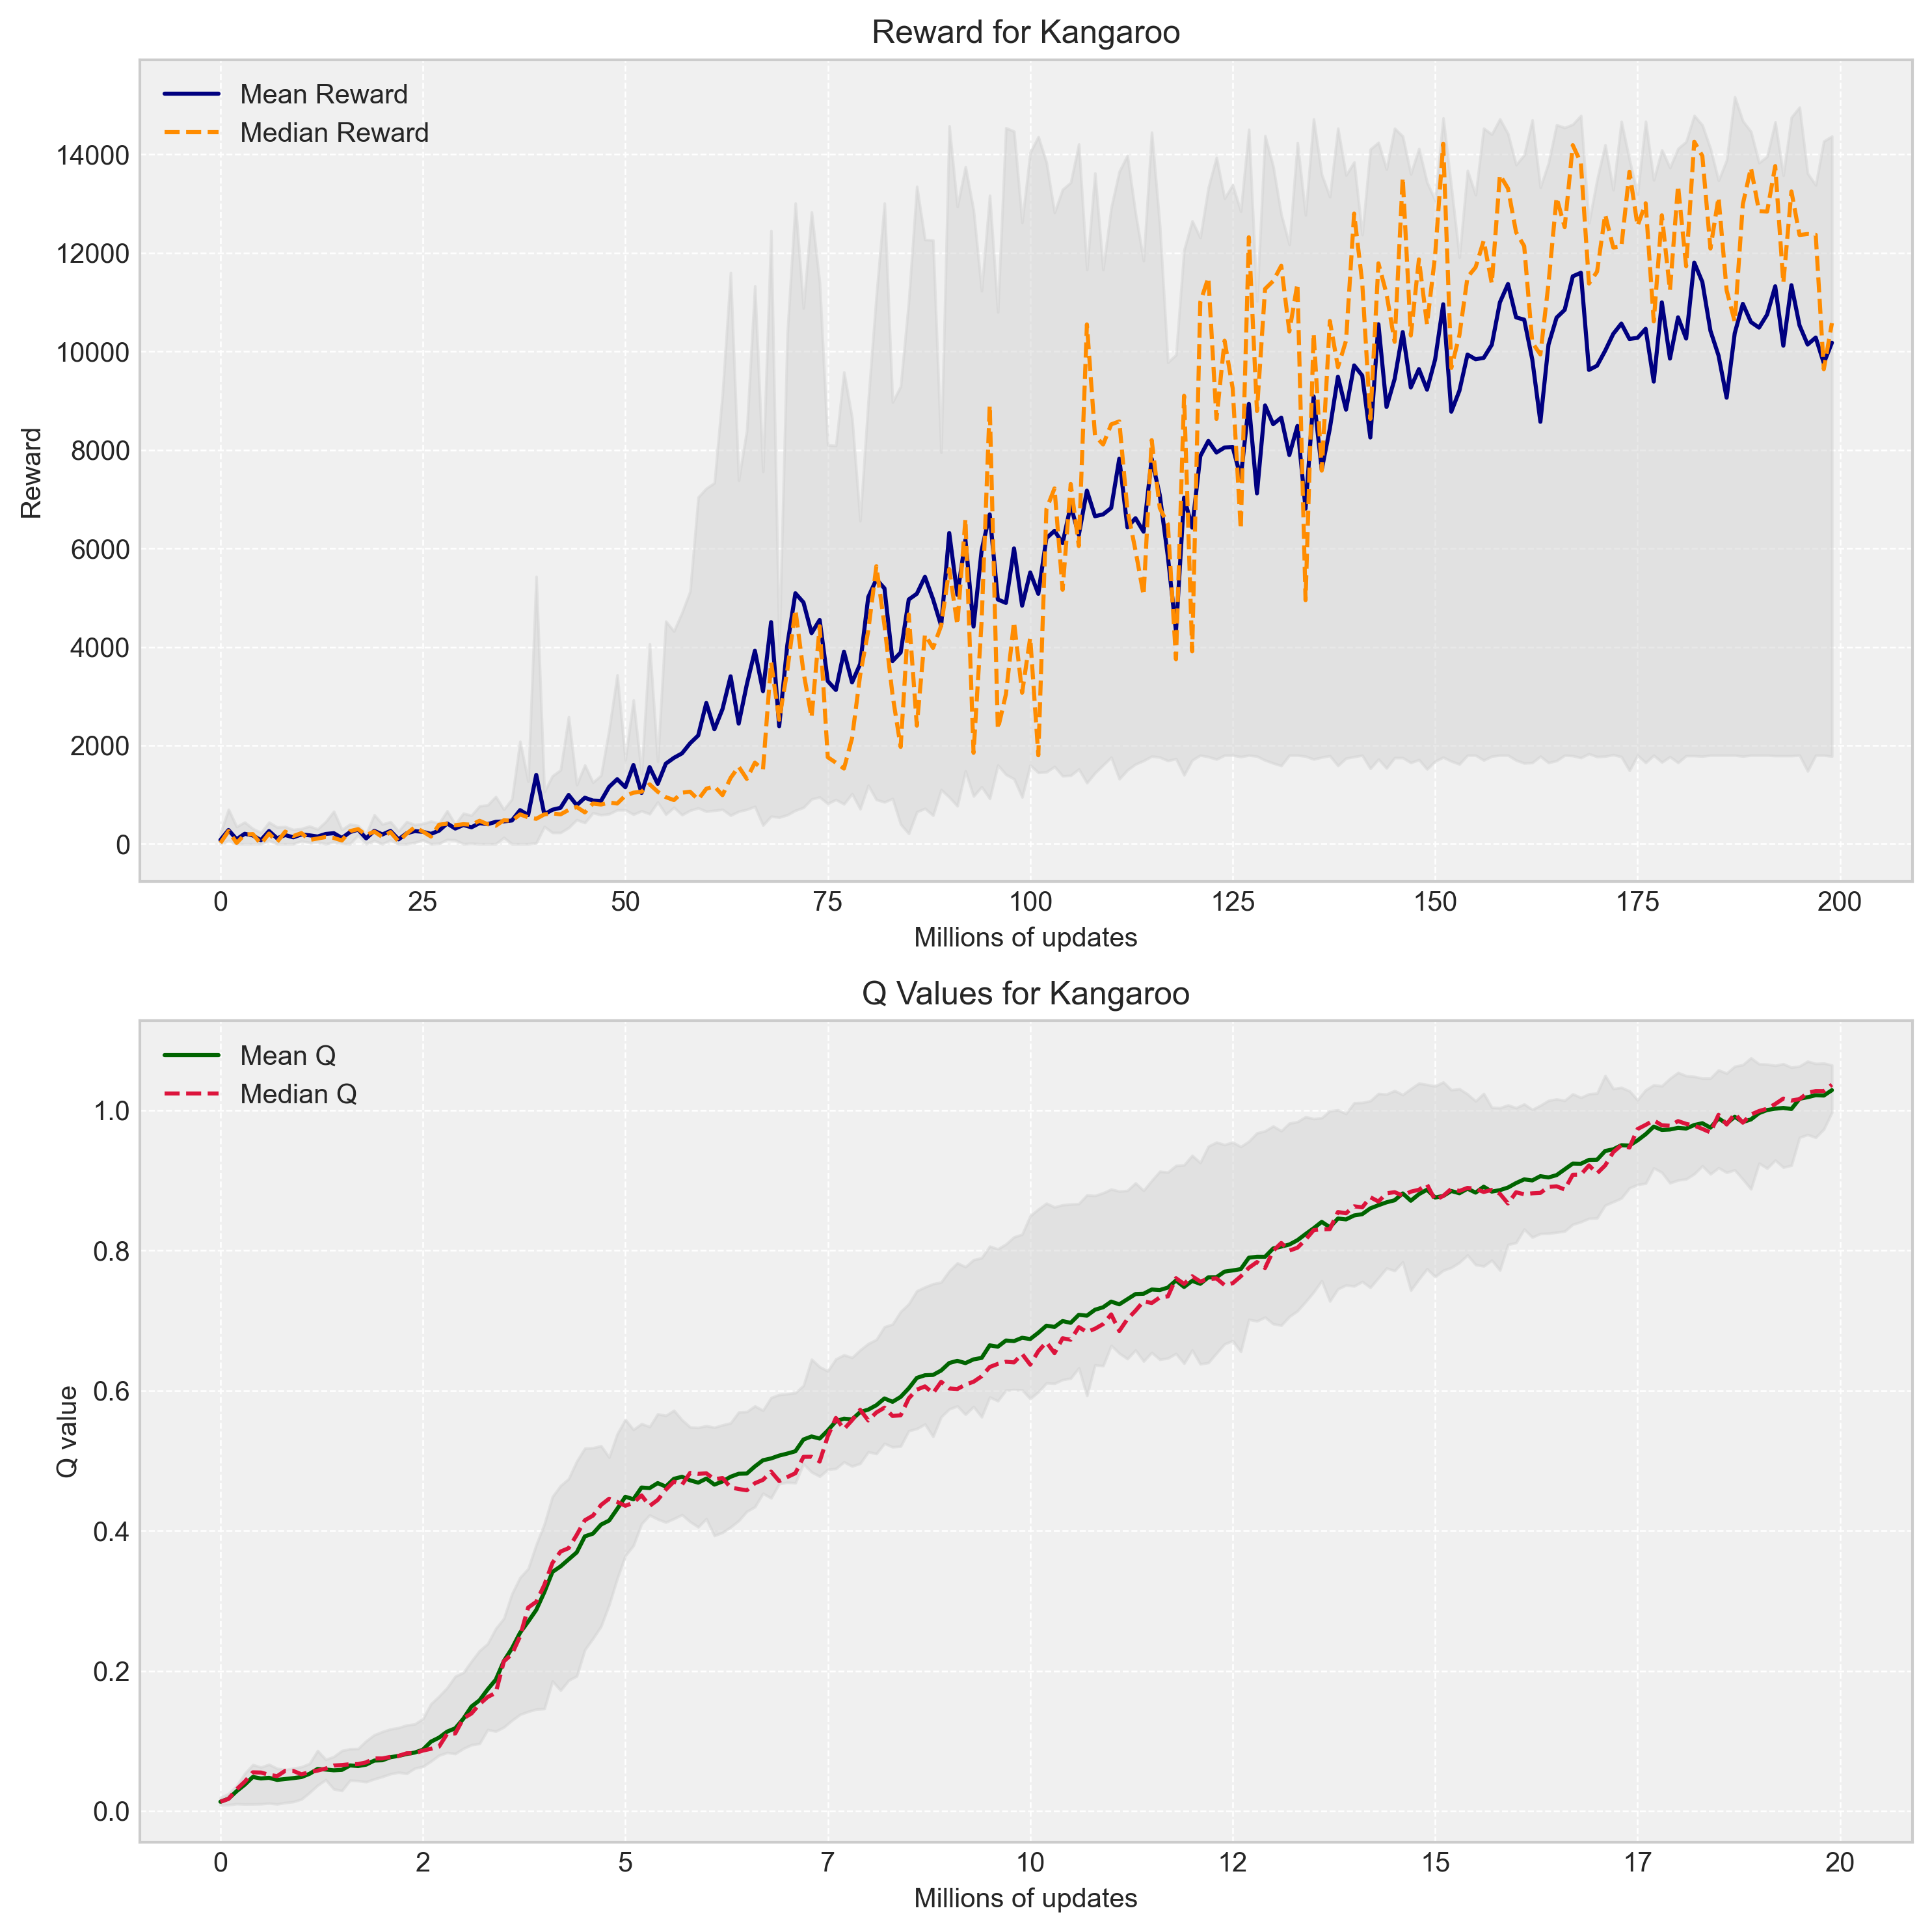 Reward for Kangaroo
Mean Reward
Median Reward
14000
12000
10000
8000
6000
4000
2000
0
Reward
0 25 50 75 100 125 150 175 200
Millions of updates
Q Values for Kangaroo
Mean Q
Median Q
1.0
0.8
0.6
0.4
0.2
0.0
Q value
0 2 5 7 10 12 15 17 20
Millions of updates